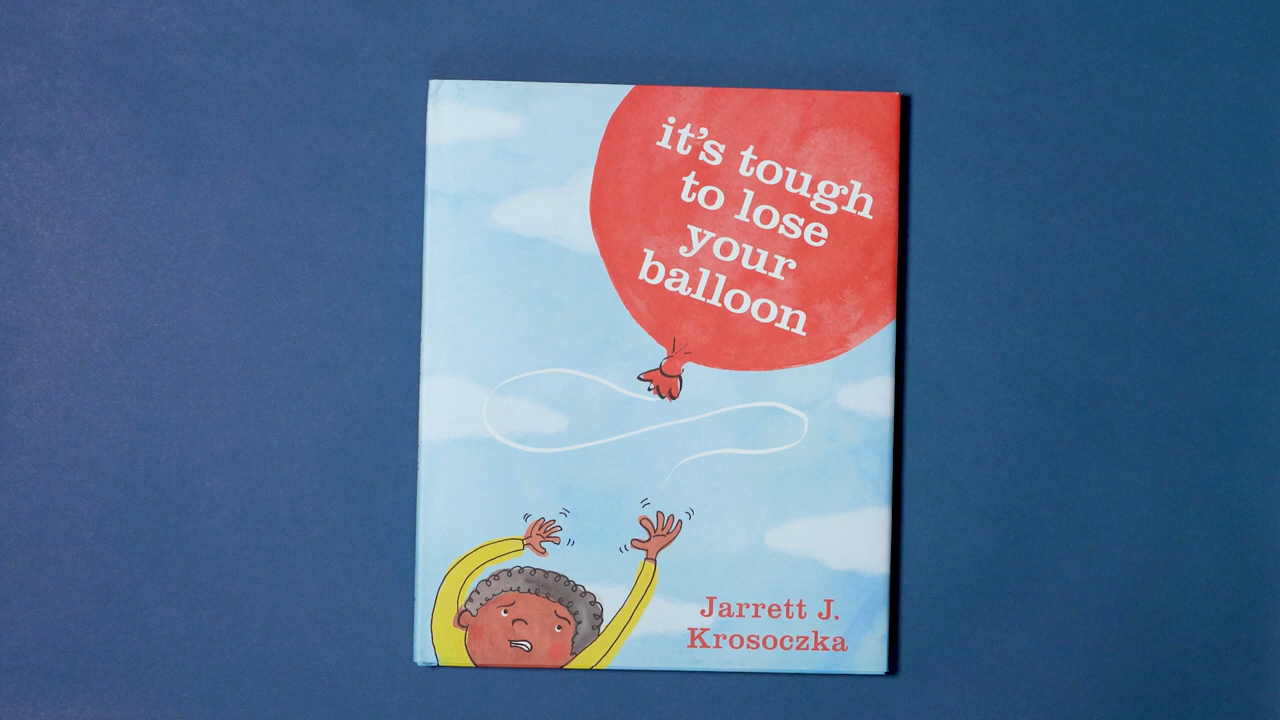 it's tough
to lose
your
balloon
Jarrett J.
Krosoczka